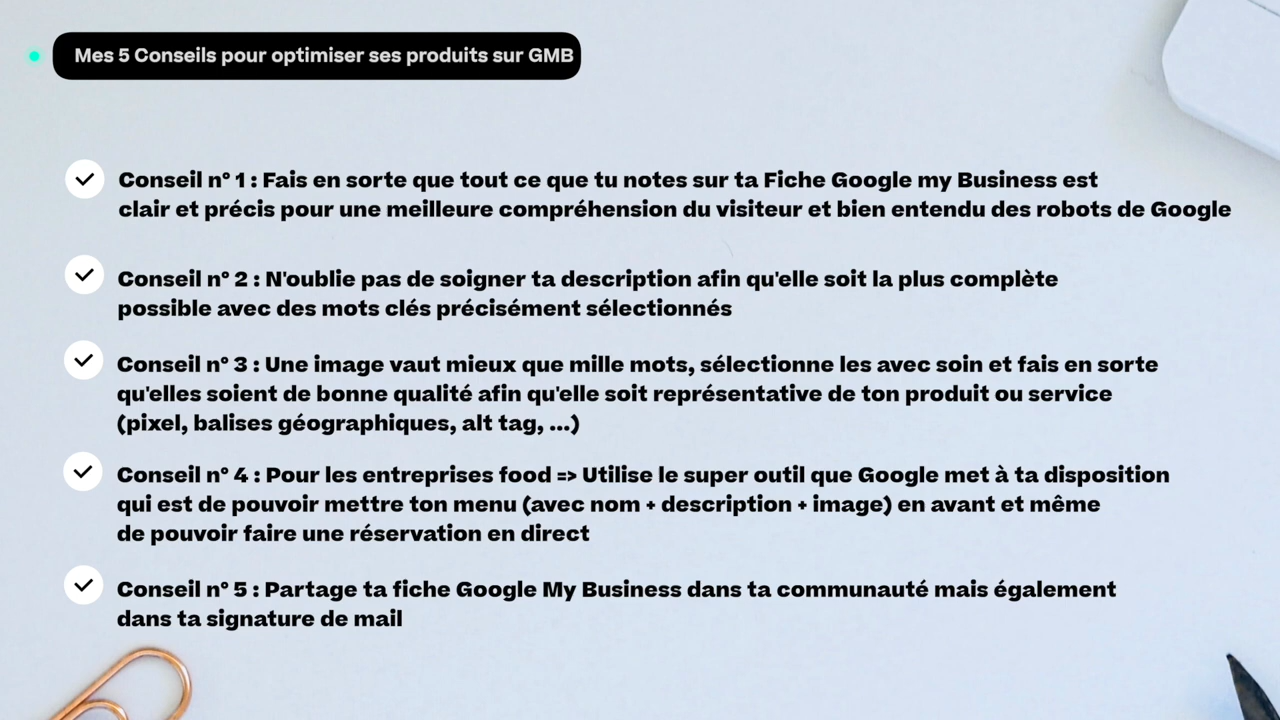 Mes 5 Conseils pour optimiser ses produits sur GMB
Conseil n° 1 : Fais en sorte que tout ce que tu notes sur ta Fiche Google my Business est
clair et précis pour une meilleure compréhension du visiteur et bien entendu des robots de Google
Conseil n° 2 : N'oublie pas de soigner ta description afin qu'elle soit la plus complète
possible avec des mots clés précisément sélectionnés
Conseil n° 3 : Une image vaut mieux que mille mots, sélectionne les avec soin et fais en sorte
qu'elles soient de bonne qualité afin qu'elle soit représentative de ton produit ou service
(pixel, balises géographiques, alt tag, ...)
Conseil n° 4 : Pour les entreprises food => Utilise le super outil que Google met à ta disposition
qui est de pouvoir mettre ton menu (avec nom + description + image) en avant et même
de pouvoir faire une réservation en direct
Conseil n° 5 : Partage ta fiche Google My Business dans ta communauté mais également
dans ta signature de mail